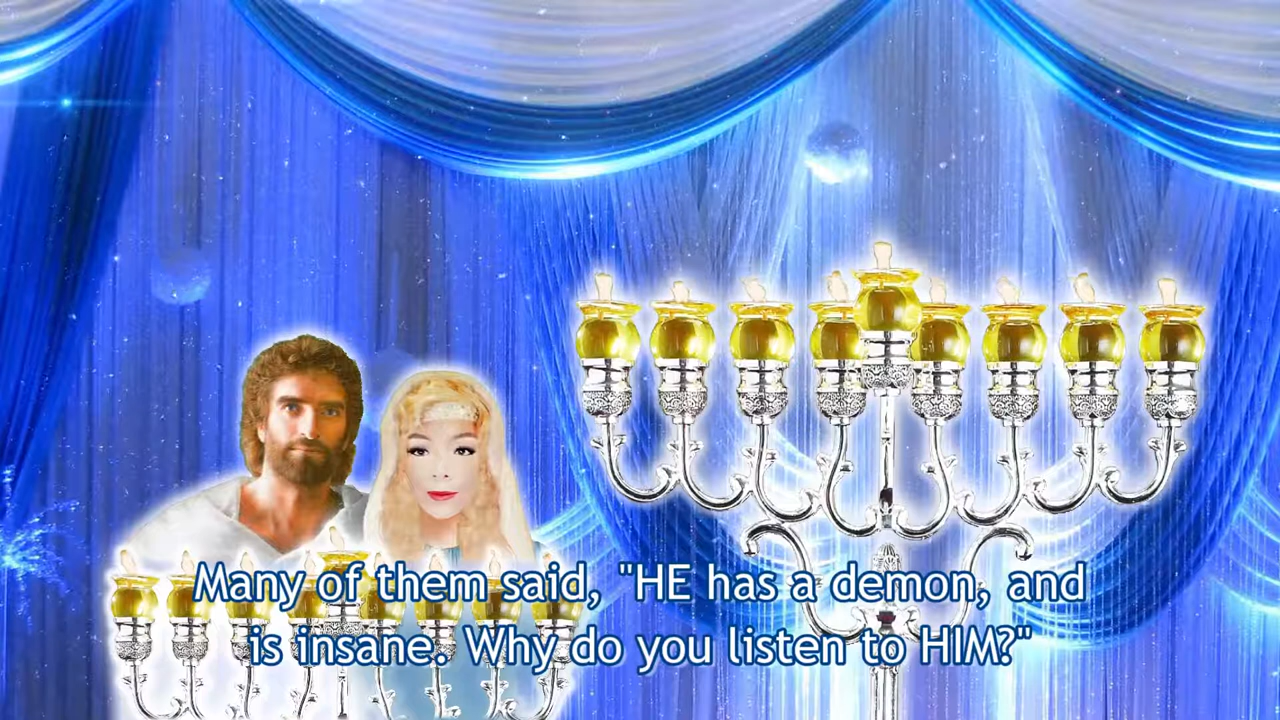 Many of them said, "HE has a demon, and
is insane. Why do you listen to HIM?"